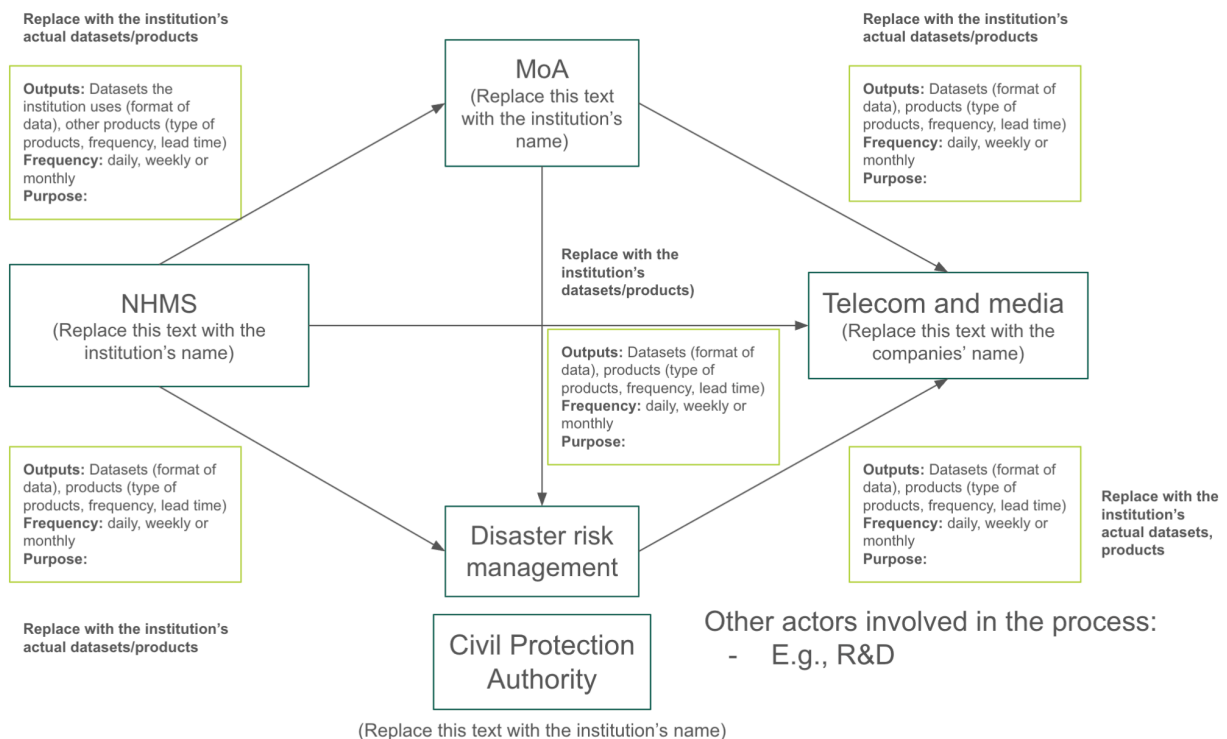 Replace with the institution’s
actual datasets/products
Replace with the institution’s
actual datasets/products
Outputs: Datasets the
institution uses (format of
data), other products (type of
products, frequency, lead time)
Frequency: daily, weekly or
monthly
Purpose:
MoA
(Replace this text
with the institution’s
name)
Outputs: Datasets (format of
data), products (type of
products, frequency, lead time)
Frequency: daily, weekly or
monthly
Purpose:
Replace with the
institution’s
datasets/products)
NHMS
(Replace this text with the
institution’s name)
Telecom and media
(Replace this text with the
companies’ name)
Outputs: Datasets (format of
data), products (type of
products, frequency, lead time)
Frequency: daily, weekly or
monthly
Purpose:
Outputs: Datasets (format of
data), products (type of
products, frequency, lead time)
Frequency: daily, weekly or
monthly
Purpose:
Outputs: Datasets (format of
data), products (type of
products, frequency, lead time)
Frequency: daily, weekly or
monthly
Purpose:
Replace with the
institution’s
actual datasets,
products
Disaster risk
management
Replace with the institution’s
actual datasets/products
Civil Protection
Authority
(Replace this text with the institution’s name)
Other actors involved in the process:
- E.g., R&D